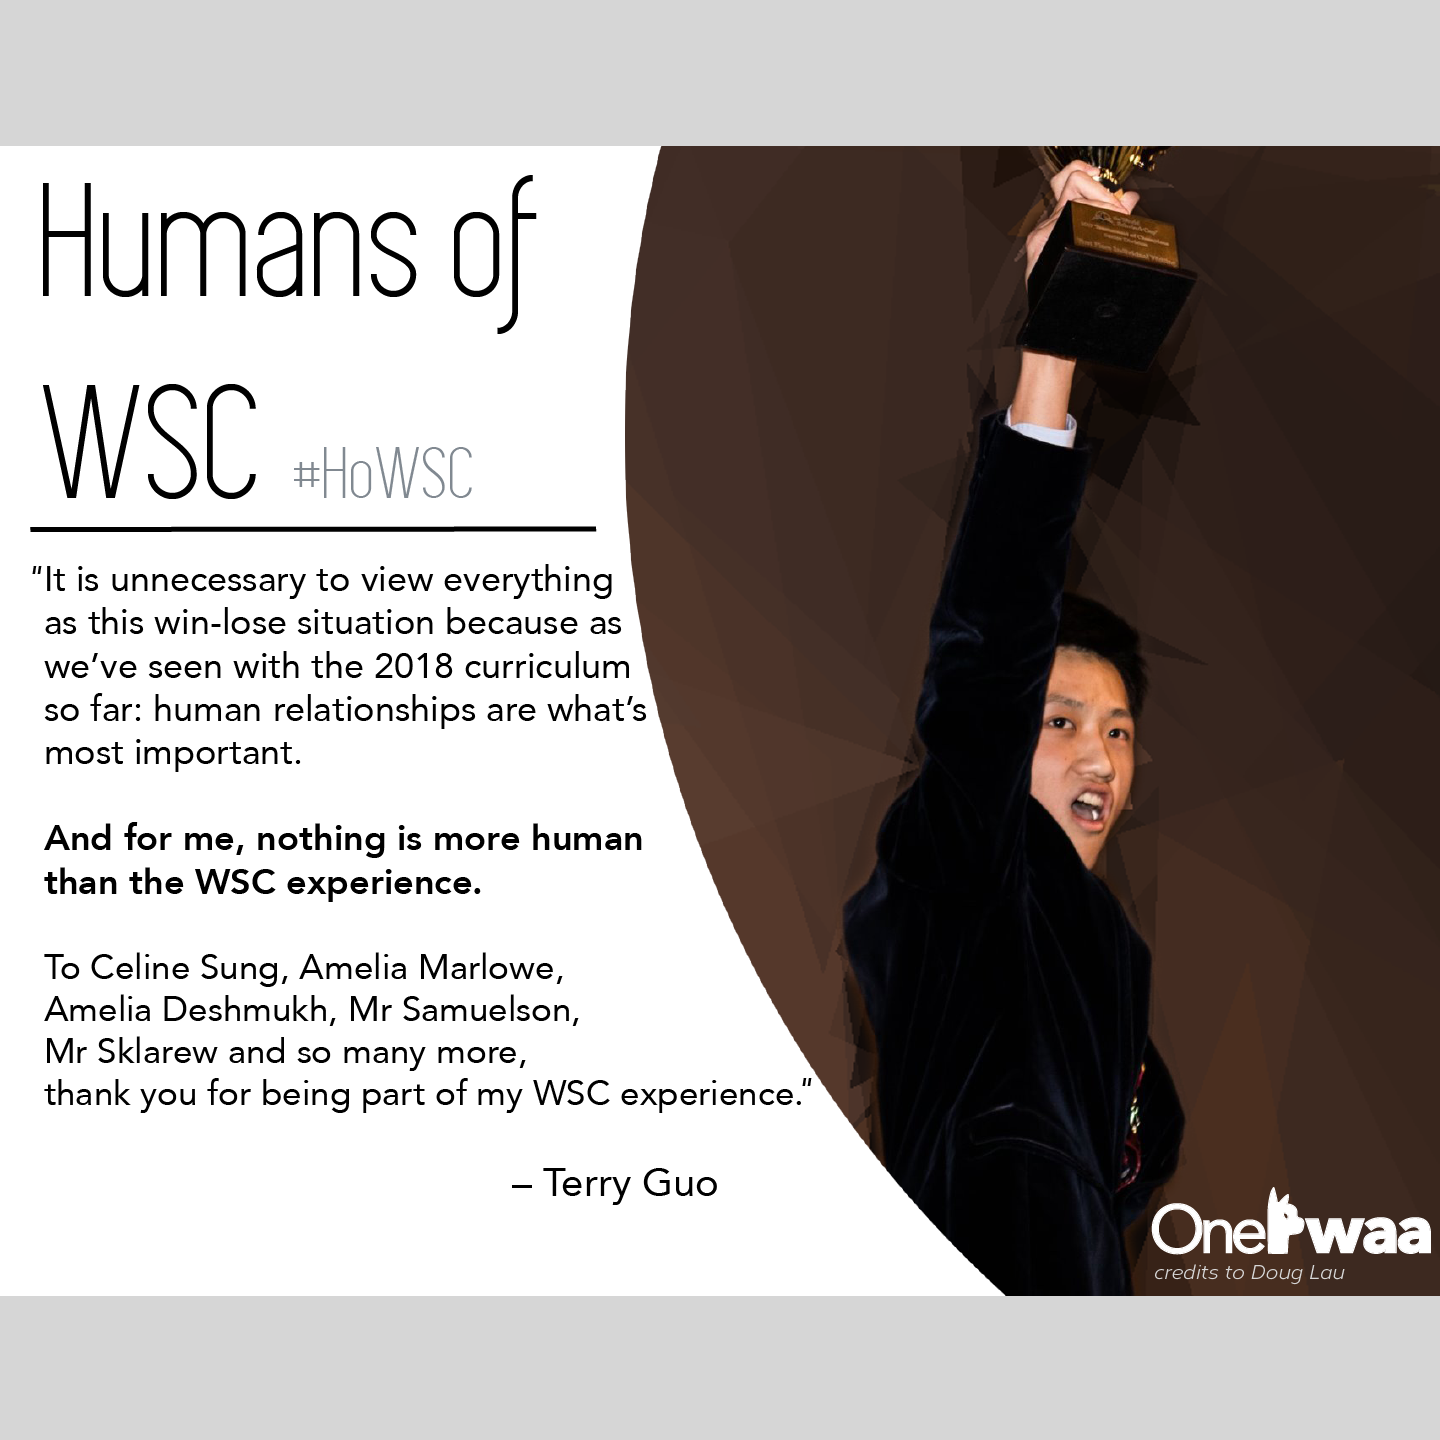 Humans of
WSC #HoWSC
"It is unnecessary to view everything
as this win-lose situation because as
we’ve seen with the 2018 curriculum
so far: human relationships are what’s
most important.
And for me, nothing is more human
than the WSC experience.
To Celine Sung, Amelia Marlowe,
Amelia Deshmukh, Mr Samuelson,
Mr Sklarew and so many more,
thank you for being part of my WSC experience."
– Terry Guo
OnePwaa
credits to Doug Lau